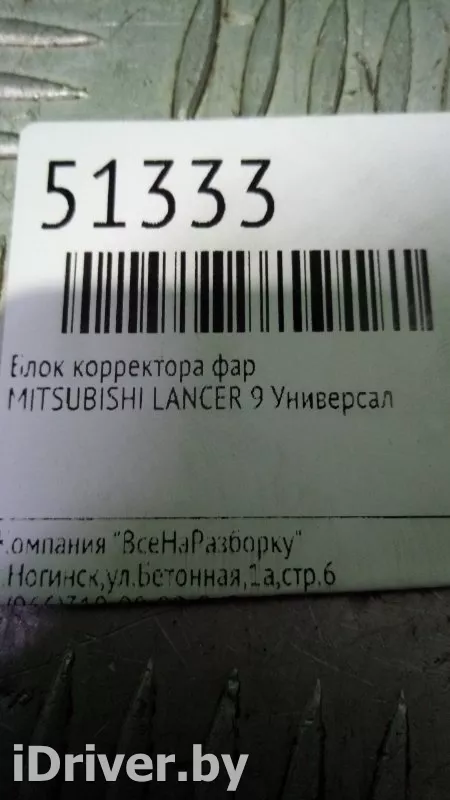 51333
Блок корректора фар
MITSUBISHI LANCER 9 Универсал
омпания "ВсеНаРазборку"
.Ногинск,ул.Бетонная,1а,стр.6
iDriver.by